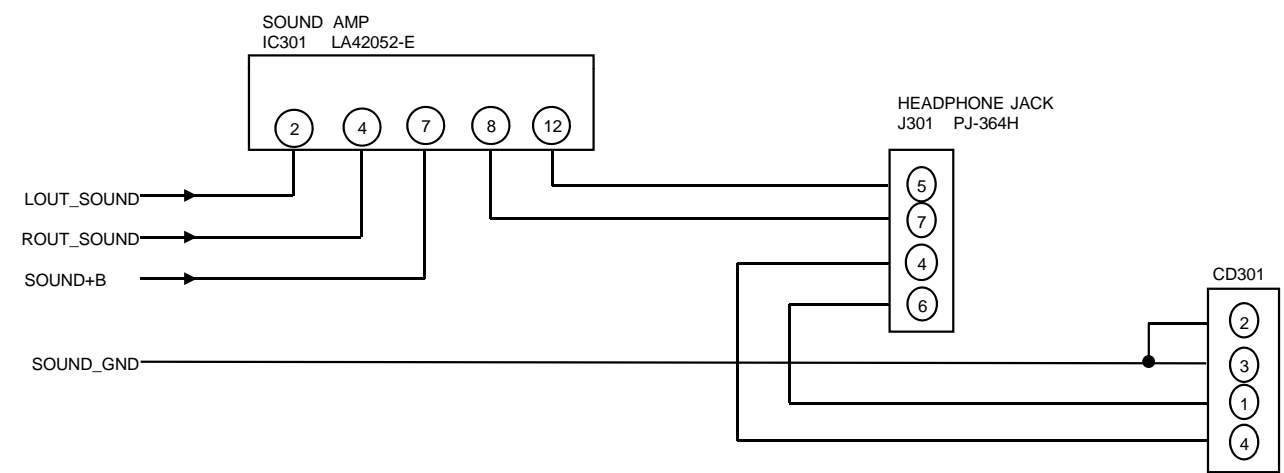 SOUND AMP
IC301 LA42052-E
2 4 7 8 12
HEADPHONE JACK
J301 PJ-364H
5
7
4
6
LOUT_SOUND
ROUT_SOUND
SOUND+B
SOUND_GND
CD301
2
3
1
4